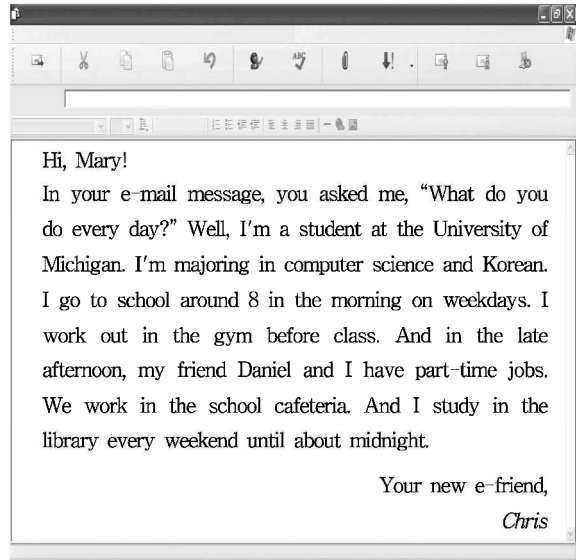 Hi, Mary!
In your e-mail message, you asked me, “What do you
do every day?” Well, I'm a student at the University of
Michigan. I'm majoring in computer science and Korean.
I go to school around 8 in the morning on weekdays. I
work out in the gym before class. And in the late
afternoon, my friend Daniel and I have part-time jobs.
We work in the school cafeteria. And I study in the
library every weekend until about midnight.
Your new e-friend,
Chris